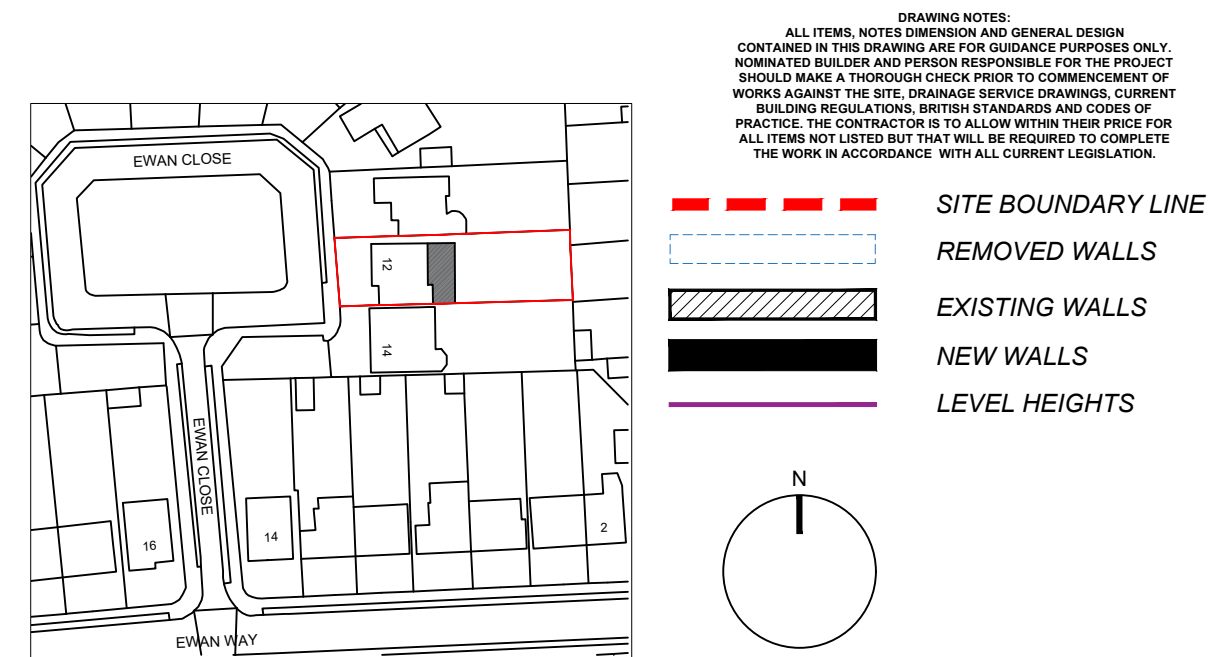 DRAWING NOTES:
ALL ITEMS, NOTES DIMENSION AND GENERAL DESIGN
CONTAINED IN THIS DRAWING ARE FOR GUIDANCE PURPOSES ONLY.
NOMINATED BUILDER AND PERSON RESPONSIBLE FOR THE PROJECT
SHOULD MAKE A THOROUGH CHECK PRIOR TO COMMENCEMENT OF
WORKS AGAINST THE SITE, DRAINAGE SERVICE DRAWINGS, CURRENT
BUILDING REGULATIONS, BRITISH STANDARDS AND CODES OF
PRACTICE. THE CONTRACTOR IS TO ALLOW WITHIN THEIR PRICE FOR
ALL ITEMS NOT LISTED BUT THAT WILL BE REQUIRED TO COMPLETE
THE WORK IN ACCORDANCE WITH ALL CURRENT LEGISLATION.
EWAN CLOSE
12
14
EWAN CLOSE
16
14
2
EWAN WAY
SITE BOUNDARY LINE
REMOVED WALLS
EXISTING WALLS
NEW WALLS
LEVEL HEIGHTS
N